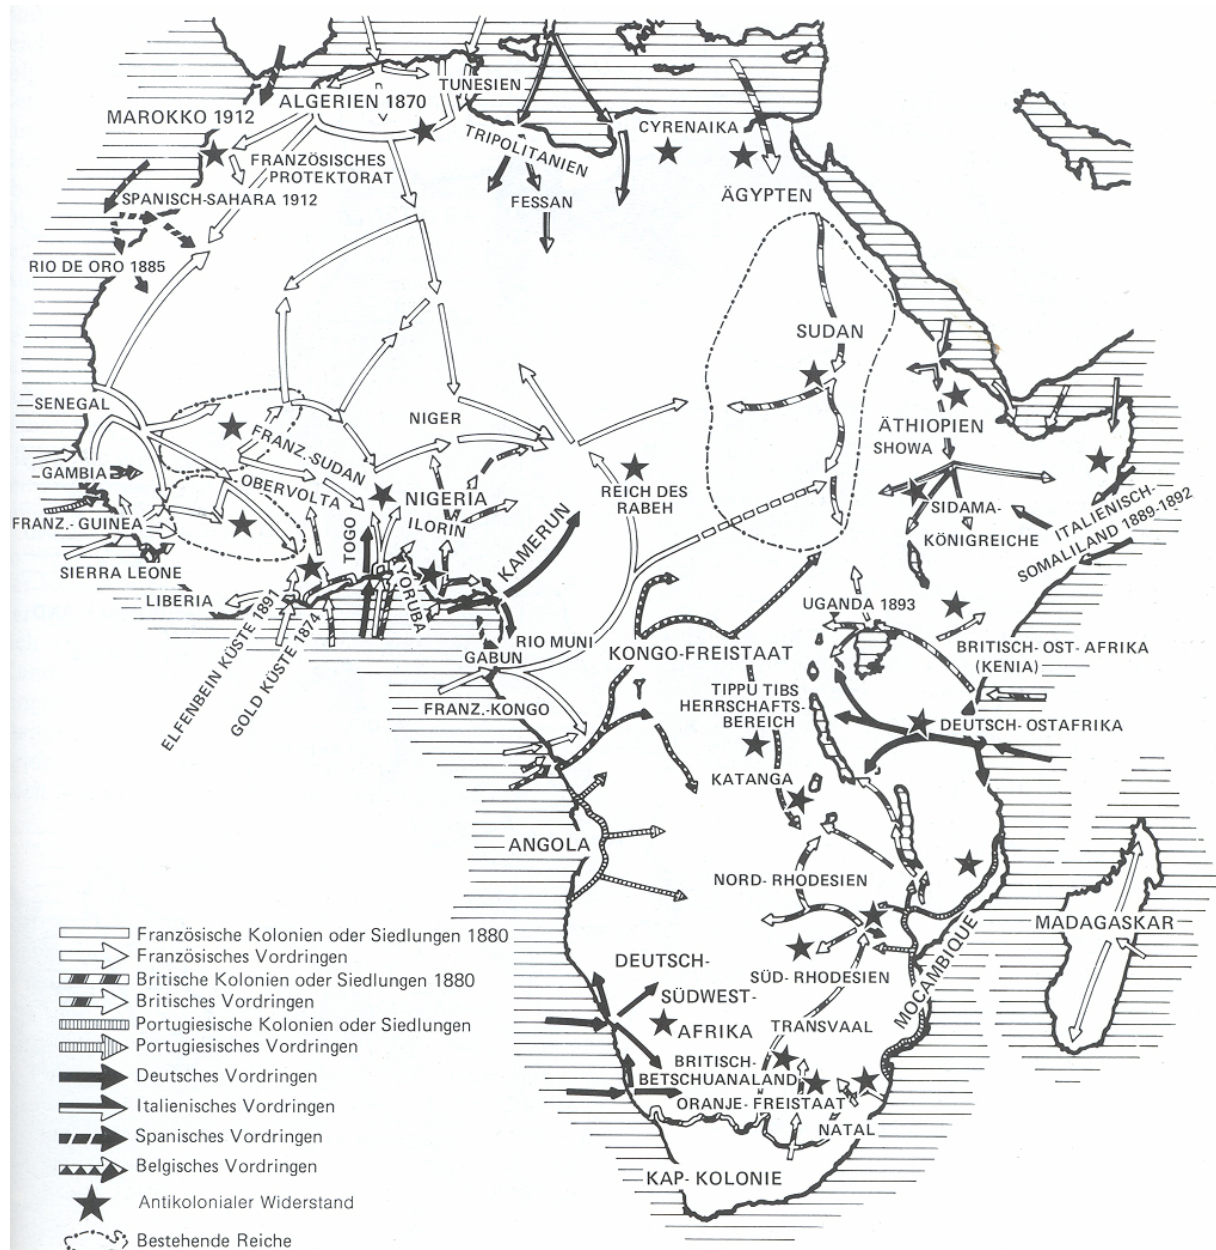 TUNESIEN
ALGERIEN 1870
MAROKKO 1912
CYRENAIKA
TRIPOLITANIEN
FRANZÖSISCHES
PROTEKTORAT
ÄGYPTEN
SPANISCH-SAHARA 1912
FESSAN
RIO DE ORO 1885
SUDAN
SENEGAL
NIGER
ÄTHIOPIEN
SHOWA
FRANZ.-SUDAN
GAMBIA
OBERVOLTA
NIGERIA
ILORIN
REICH DES
RABEH
SIDAMA-
KÖNIGREICHE
ITALIENISCH-
SOMALILAND 1889-1892
FRANZ.-GUINEA
TOGO
KAMERUN
YORUBA
SIERRA LEONE
LIBERIA
ELFENBEIN KÜSTE 1891
GOLD KÜSTE 1874
UGANDA 1893
RIO MUNI
GABUN
KONGO-FREISTAAT
BRITISCH-OST-AFRIKA
(KENIA)
TIPPU TIBS
HERRSCHAFTS-
BEREICH
FRANZ.-KONGO
DEUTSCH-OSTAFRIKA
KATANGA
ANGOLA
NORD-RHODESIEN
MADAGASKAR
DEUTSCH-
SÜDWEST-
AFRIKA
SÜD-RHODESIEN
MOCAMBIQUE
TRANSVAAL
BRITISCH-
BETSCHUANALAND
ORANJE-FREISTAAT
NATAL
KAP-KOLONIE
Französische Kolonien oder Siedlungen 1880
Französisches Vordringen
Britische Kolonien oder Siedlungen 1880
Britisches Vordringen
Portugiesische Kolonien oder Siedlungen
Portugiesisches Vordringen
Deutsches Vordringen
Italienisches Vordringen
Spanisches Vordringen
Belgisches Vordringen
Antikolonialer Widerstand
Bestehende Reiche